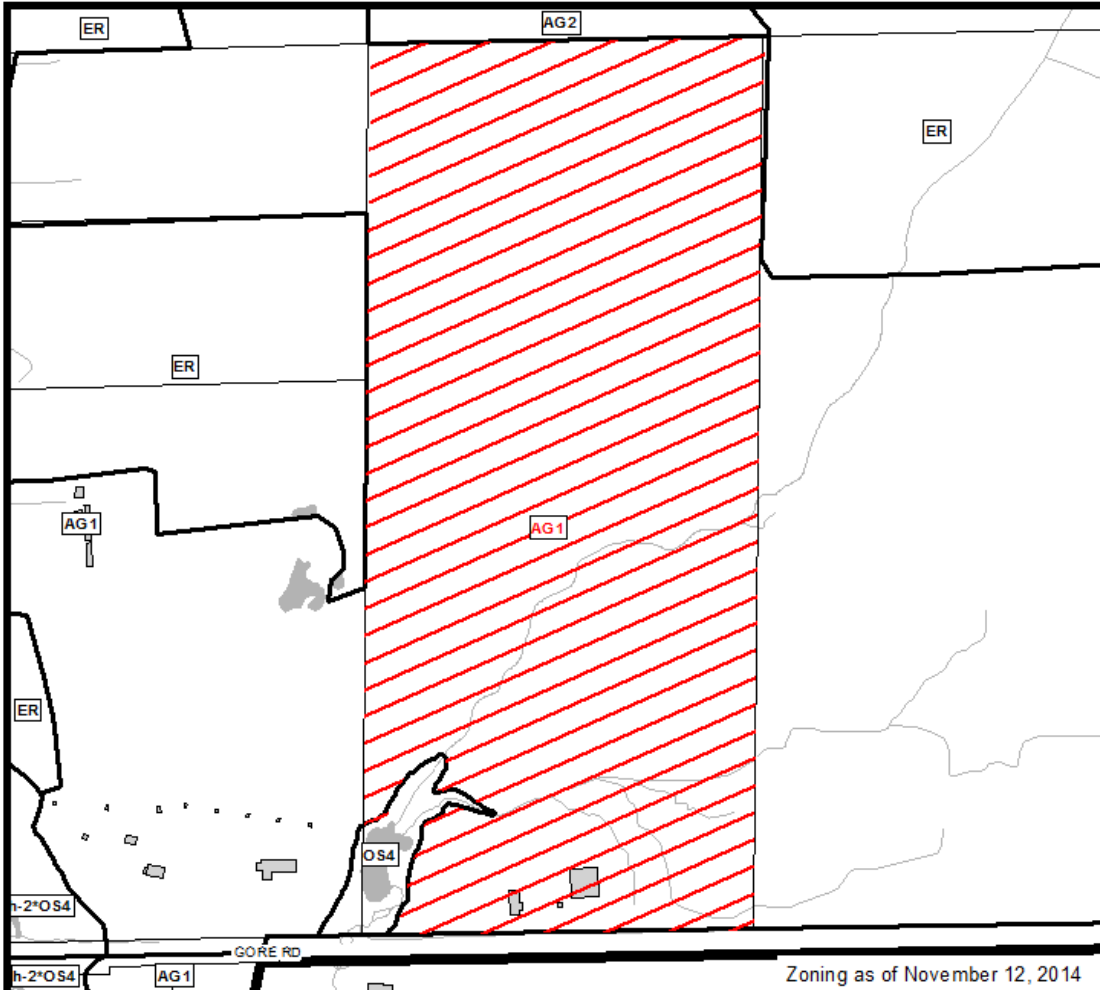 ER
AG2
ER
ER
AG1
AG1
ER
OS4
h-2*OS4
GORE RD
h-2*OS4
AG1
Zoning as of November 12, 2014